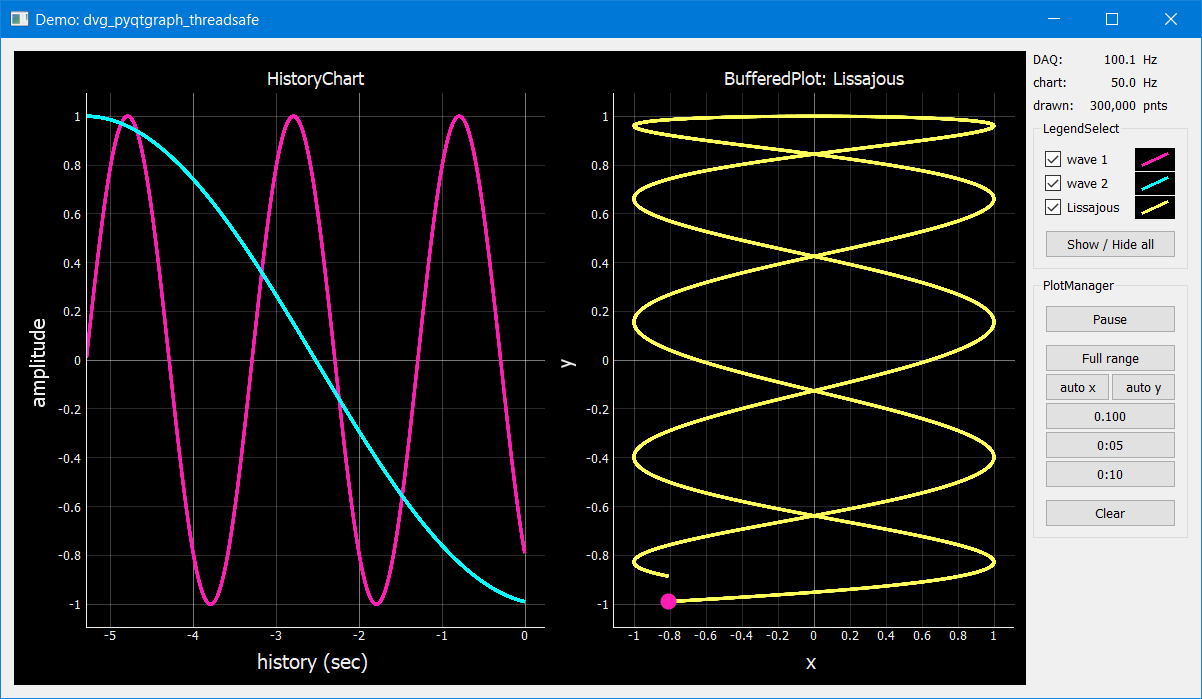 Demo: dvg_pyqtgraph_threadsafe
HistoryChart
1
0.8
0.6
0.4
0.2
0
-0.2
-0.4
-0.6
-0.8
-1
amplitude
-5 -4 -3 -2 -1 0
history (sec)
BufferedPlot: Lissajous
1
0.8
0.6
0.4
0.2
0
-0.2
-0.4
-0.6
-0.8
-1
y
-1 -0.8 -0.6 -0.4 -0.2 0 0.2 0.4 0.6 0.8 1
x
DAQ: 100.1 Hz
chart: 50.0 Hz
drawn: 300,000 pnts
LegendSelect
wave 1
wave 2
Lissajous
Show / Hide all
PlotManager
Pause
Full range
auto x auto y
0.100
0:05
0:10
Clear